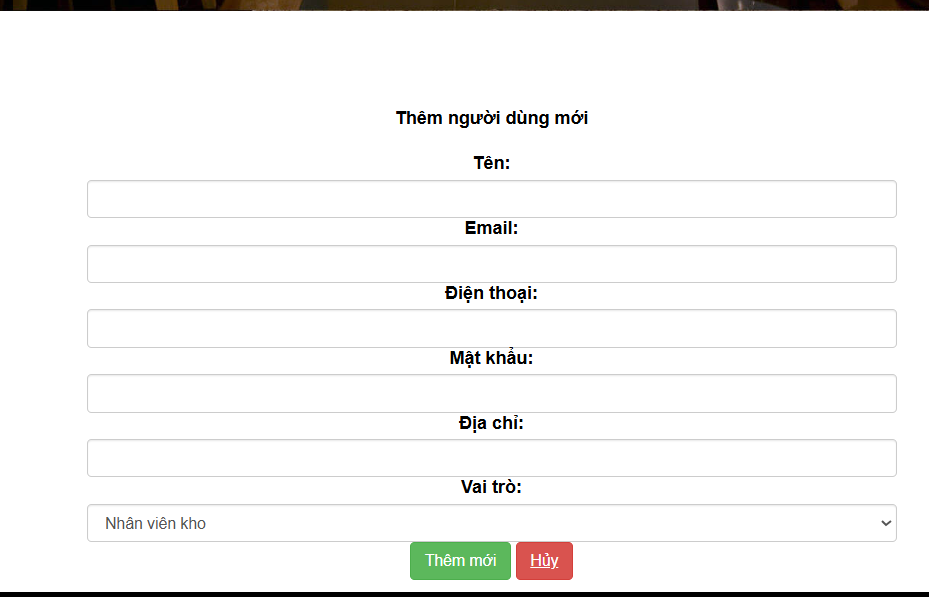 Thêm người dùng mới
Tên:
Email:
Điện thoại:
Mật khẩu:
Địa chỉ:
Vai trò:
Nhân viên kho
Thêm mới Hủy